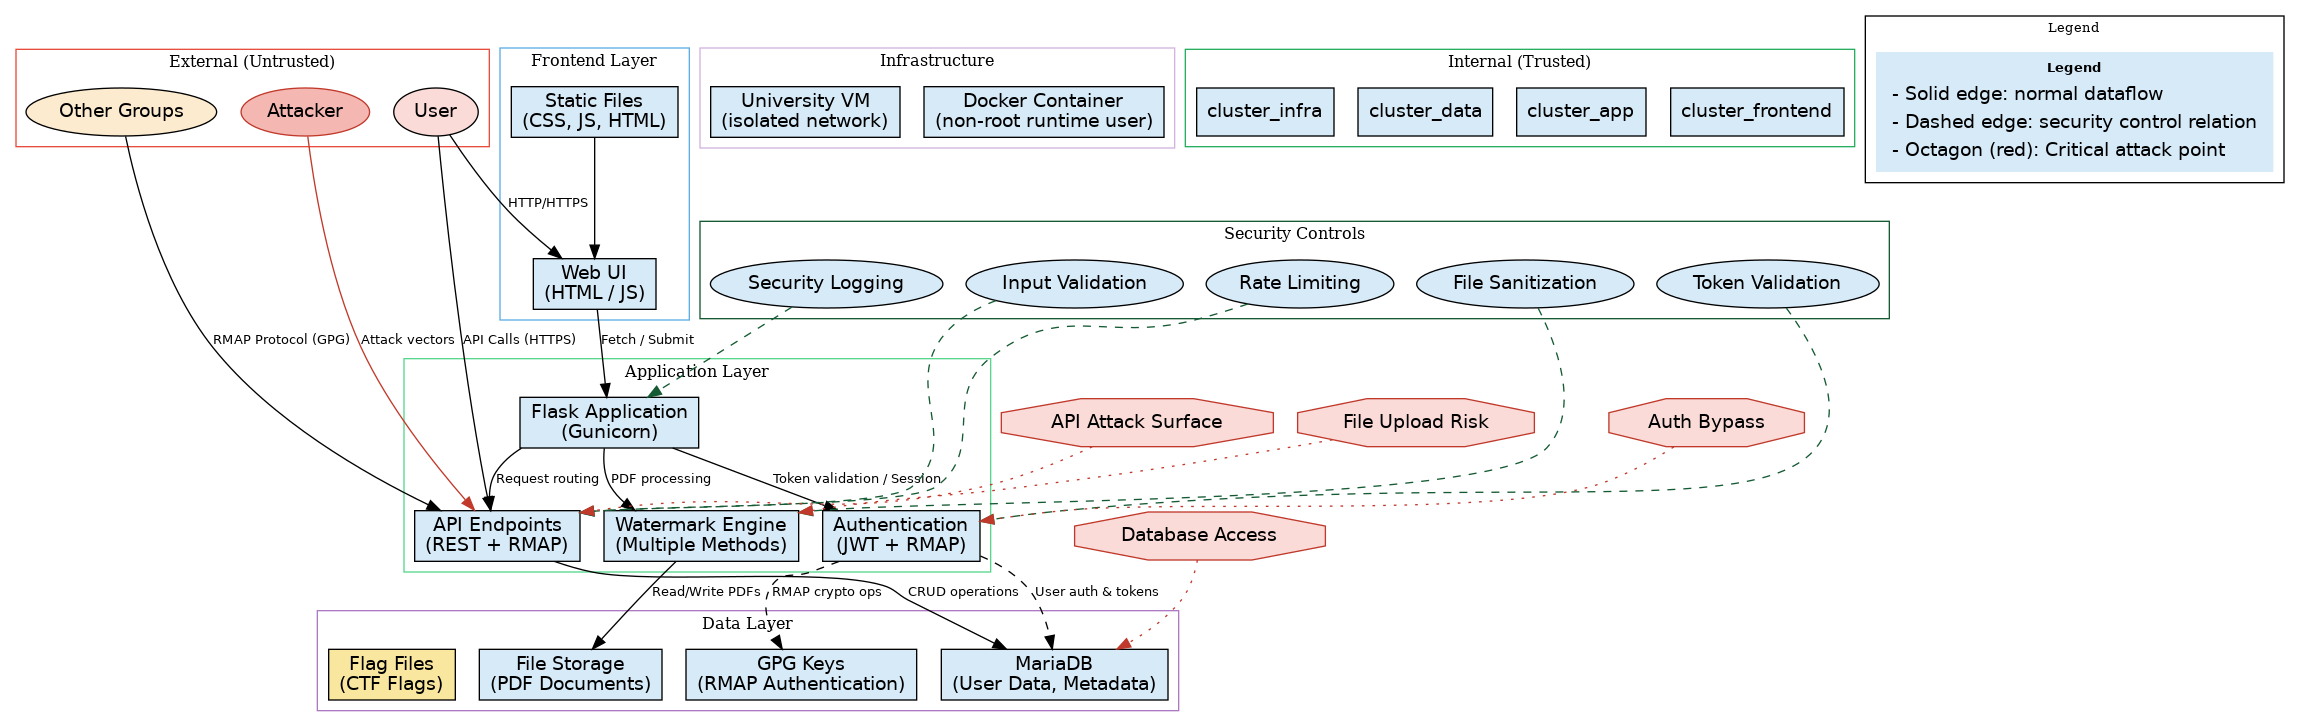 Legend
External (Untrusted)
Frontend Layer
Infrastructure
Internal (Trusted)
Legend
- Solid edge: normal dataflow
- Dashed edge: security control relation
- Octagon (red): Critical attack point
Other Groups
Attacker
User
Static Files
(CSS, JS, HTML)
University VM
(isolated network)
Docker Container
(non-root runtime user)
cluster_infra
cluster_data
cluster_app
cluster_frontend
HTTP/HTTPS
Security Controls
Web UI
(HTML / JS)
Security Logging
Input Validation
Rate Limiting
File Sanitization
Token Validation
RMAP Protocol (GPG)
Attack vectors
API Calls (HTTPS)
Fetch / Submit
Application Layer
Flask Application
(Gunicorn)
API Attack Surface
File Upload Risk
Auth Bypass
Request routing
PDF processing
Token validation / Session
API Endpoints
(REST + RMAP)
Watermark Engine
(Multiple Methods)
Authentication
(JWT + RMAP)
Database Access
Read/Write PDFs
RMAP crypto ops
CRUD operations
User auth & tokens
Data Layer
Flag Files
(CTF Flags)
File Storage
(PDF Documents)
GPG Keys
(RMAP Authentication)
MariaDB
(User Data, Metadata)